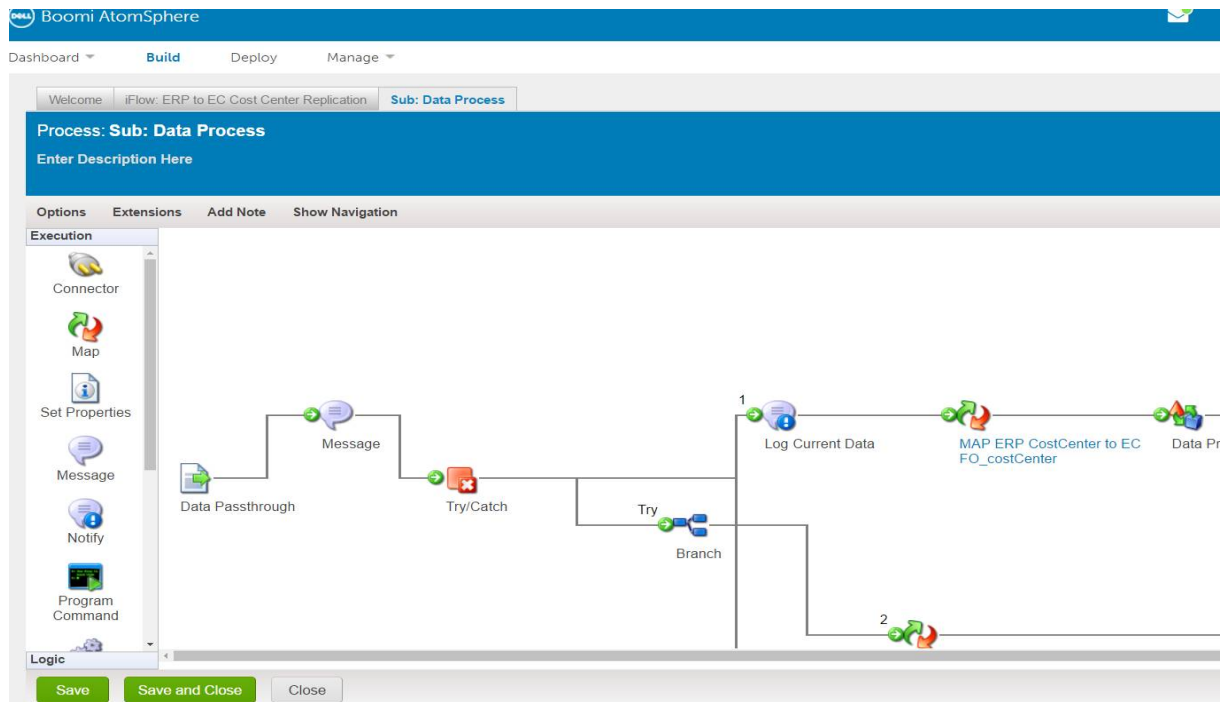 DELL Boomi AtomSphere
Dashboard Build Deploy Manage
Welcome iFlow: ERP to EC Cost Center Replication Sub: Data Process
Process: Sub: Data Process
Enter Description Here
Options Extensions Add Note Show Navigation
Execution
Connector
Map
Set Properties
Message
Notify
Program
Command
Logic
Data Passthrough
Message
Try/Catch
Try
Branch
1
Log Current Data
MAP ERP CostCenter to EC
FO_costCenter
Data Pr
2
Save Save and Close Close